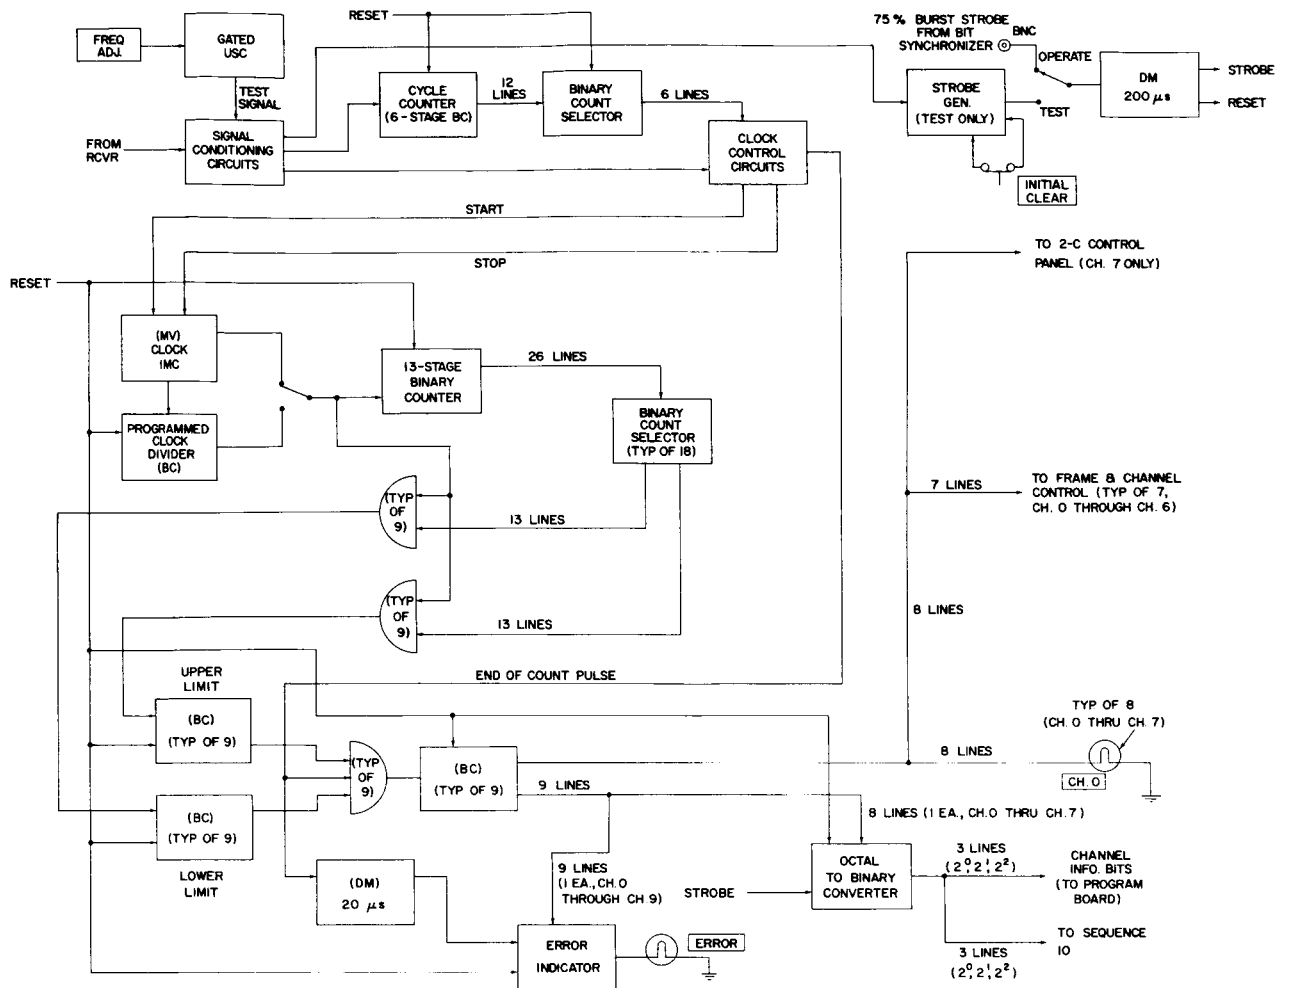 RESET
FREQ
ADJ.
GATED
USC
TEST
SIGNAL
FROM
RCVR
SIGNAL
CONDITIONING
CIRCUITS
CYCLE
COUNTER
(6-STAGE BC)
12
LINES
BINARY
COUNT
SELECTOR
6 LINES
CLOCK
CONTROL
CIRCUITS
75% BURST STROBE
FROM BIT
SYNCHRONIZER
BNC
OPERATE
STROBE
GEN.
(TEST ONLY)
TEST
DM
200 μs
STROBE
RESET
INITIAL
CLEAR
START
STOP
TO 2-C CONTROL
PANEL (CH. 7 ONLY)
RESET
(MV)
CLOCK
1MC
PROGRAMMED
CLOCK
DIVIDER
(BC)
13-STAGE
BINARY
COUNTER
26 LINES
BINARY
COUNT
SELECTOR
(TYP OF 18)
(TYP
OF
9)
13 LINES
7 LINES
TO FRAME & CHANNEL
CONTROL (TYP OF 7,
CH. 0 THROUGH CH. 6)
(TYP
OF
9)
13 LINES
8 LINES
END OF COUNT PULSE
UPPER
LIMIT
(BC)
(TYP OF 9)
(TYP
OF
9)
(BC)
(TYP OF 9)
8 LINES
9 LINES
TYP OF 8
(CH. 0 THRU CH. 7)
CH. 0
(BC)
(TYP OF 9)
LOWER
LIMIT
8 LINES (1 EA., CH. 0 THRU CH. 7)
(DM)
20 μs
9 LINES
(1 EA., CH. 0
THROUGH CH. 9)
STROBE
OCTAL
TO BINARY
CONVERTER
3 LINES
(2⁰, 2¹, 2²)
CHANNEL
INFO. BITS
(TO PROGRAM
BOARD)
ERROR
INDICATOR
ERROR
3 LINES
(2⁰, 2¹, 2²)
TO SEQUENCE
10